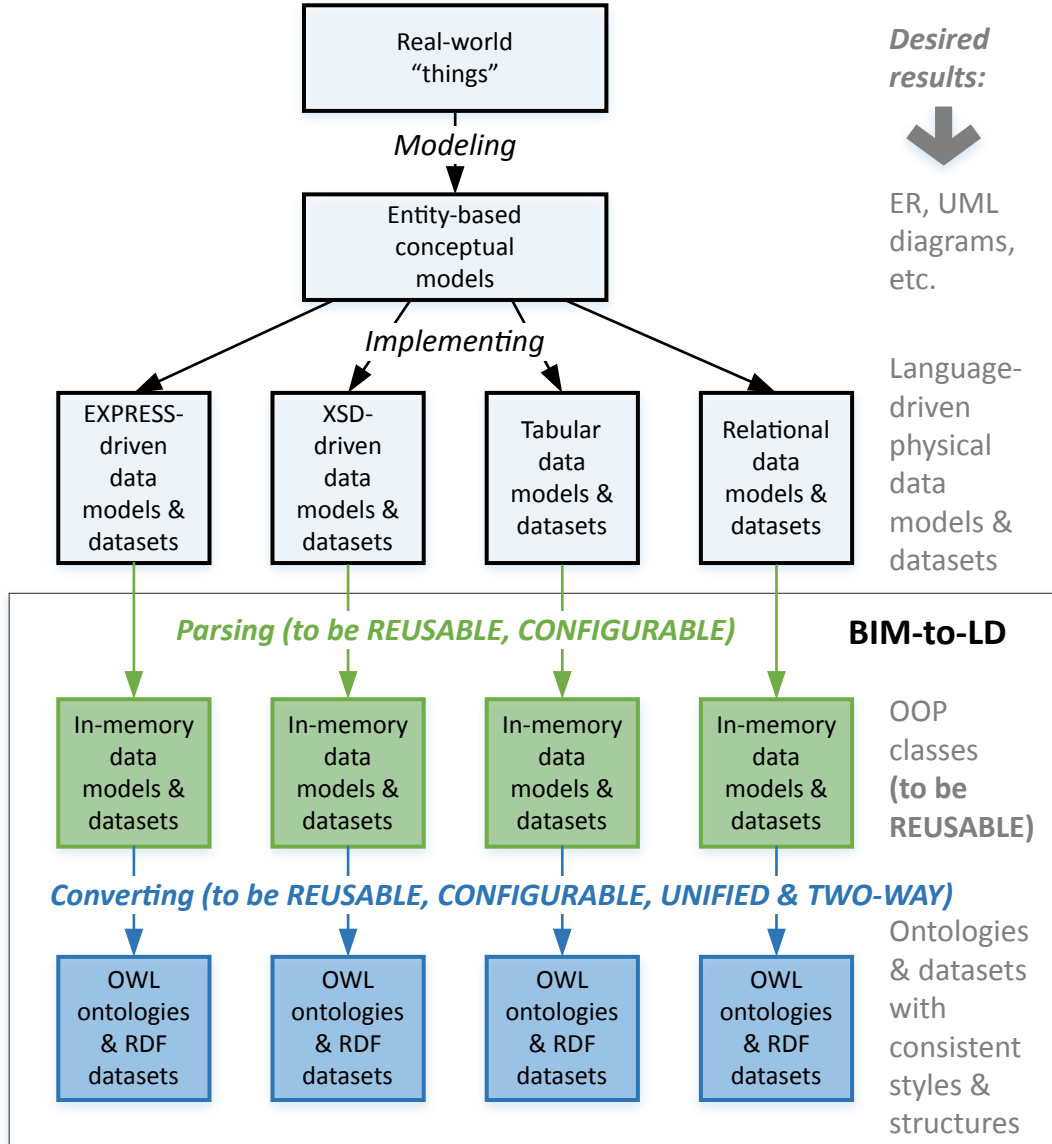 Real-world
“things”
Desired
results:
Modeling
Entity-based
conceptual
models
ER, UML
diagrams,
etc.
Implementing
EXPRESS-
driven
data
models &
datasets
XSD-
driven
data
models &
datasets
Tabular
data
models &
datasets
Relational
data
models &
datasets
Language-
driven
physical
data
models &
datasets
Parsing (to be REUSABLE, CONFIGURABLE)
BIM-to-LD
In-memory
data
models &
datasets
In-memory
data
models &
datasets
In-memory
data
models &
datasets
In-memory
data
models &
datasets
OOP
classes
(to be
REUSABLE)
Converting (to be REUSABLE, CONFIGURABLE, UNIFIED & TWO-WAY)
OWL
ontologies
& RDF
datasets
OWL
ontologies
& RDF
datasets
OWL
ontologies
& RDF
datasets
OWL
ontologies
& RDF
datasets
Ontologies
& datasets
with
consistent
styles &
structures